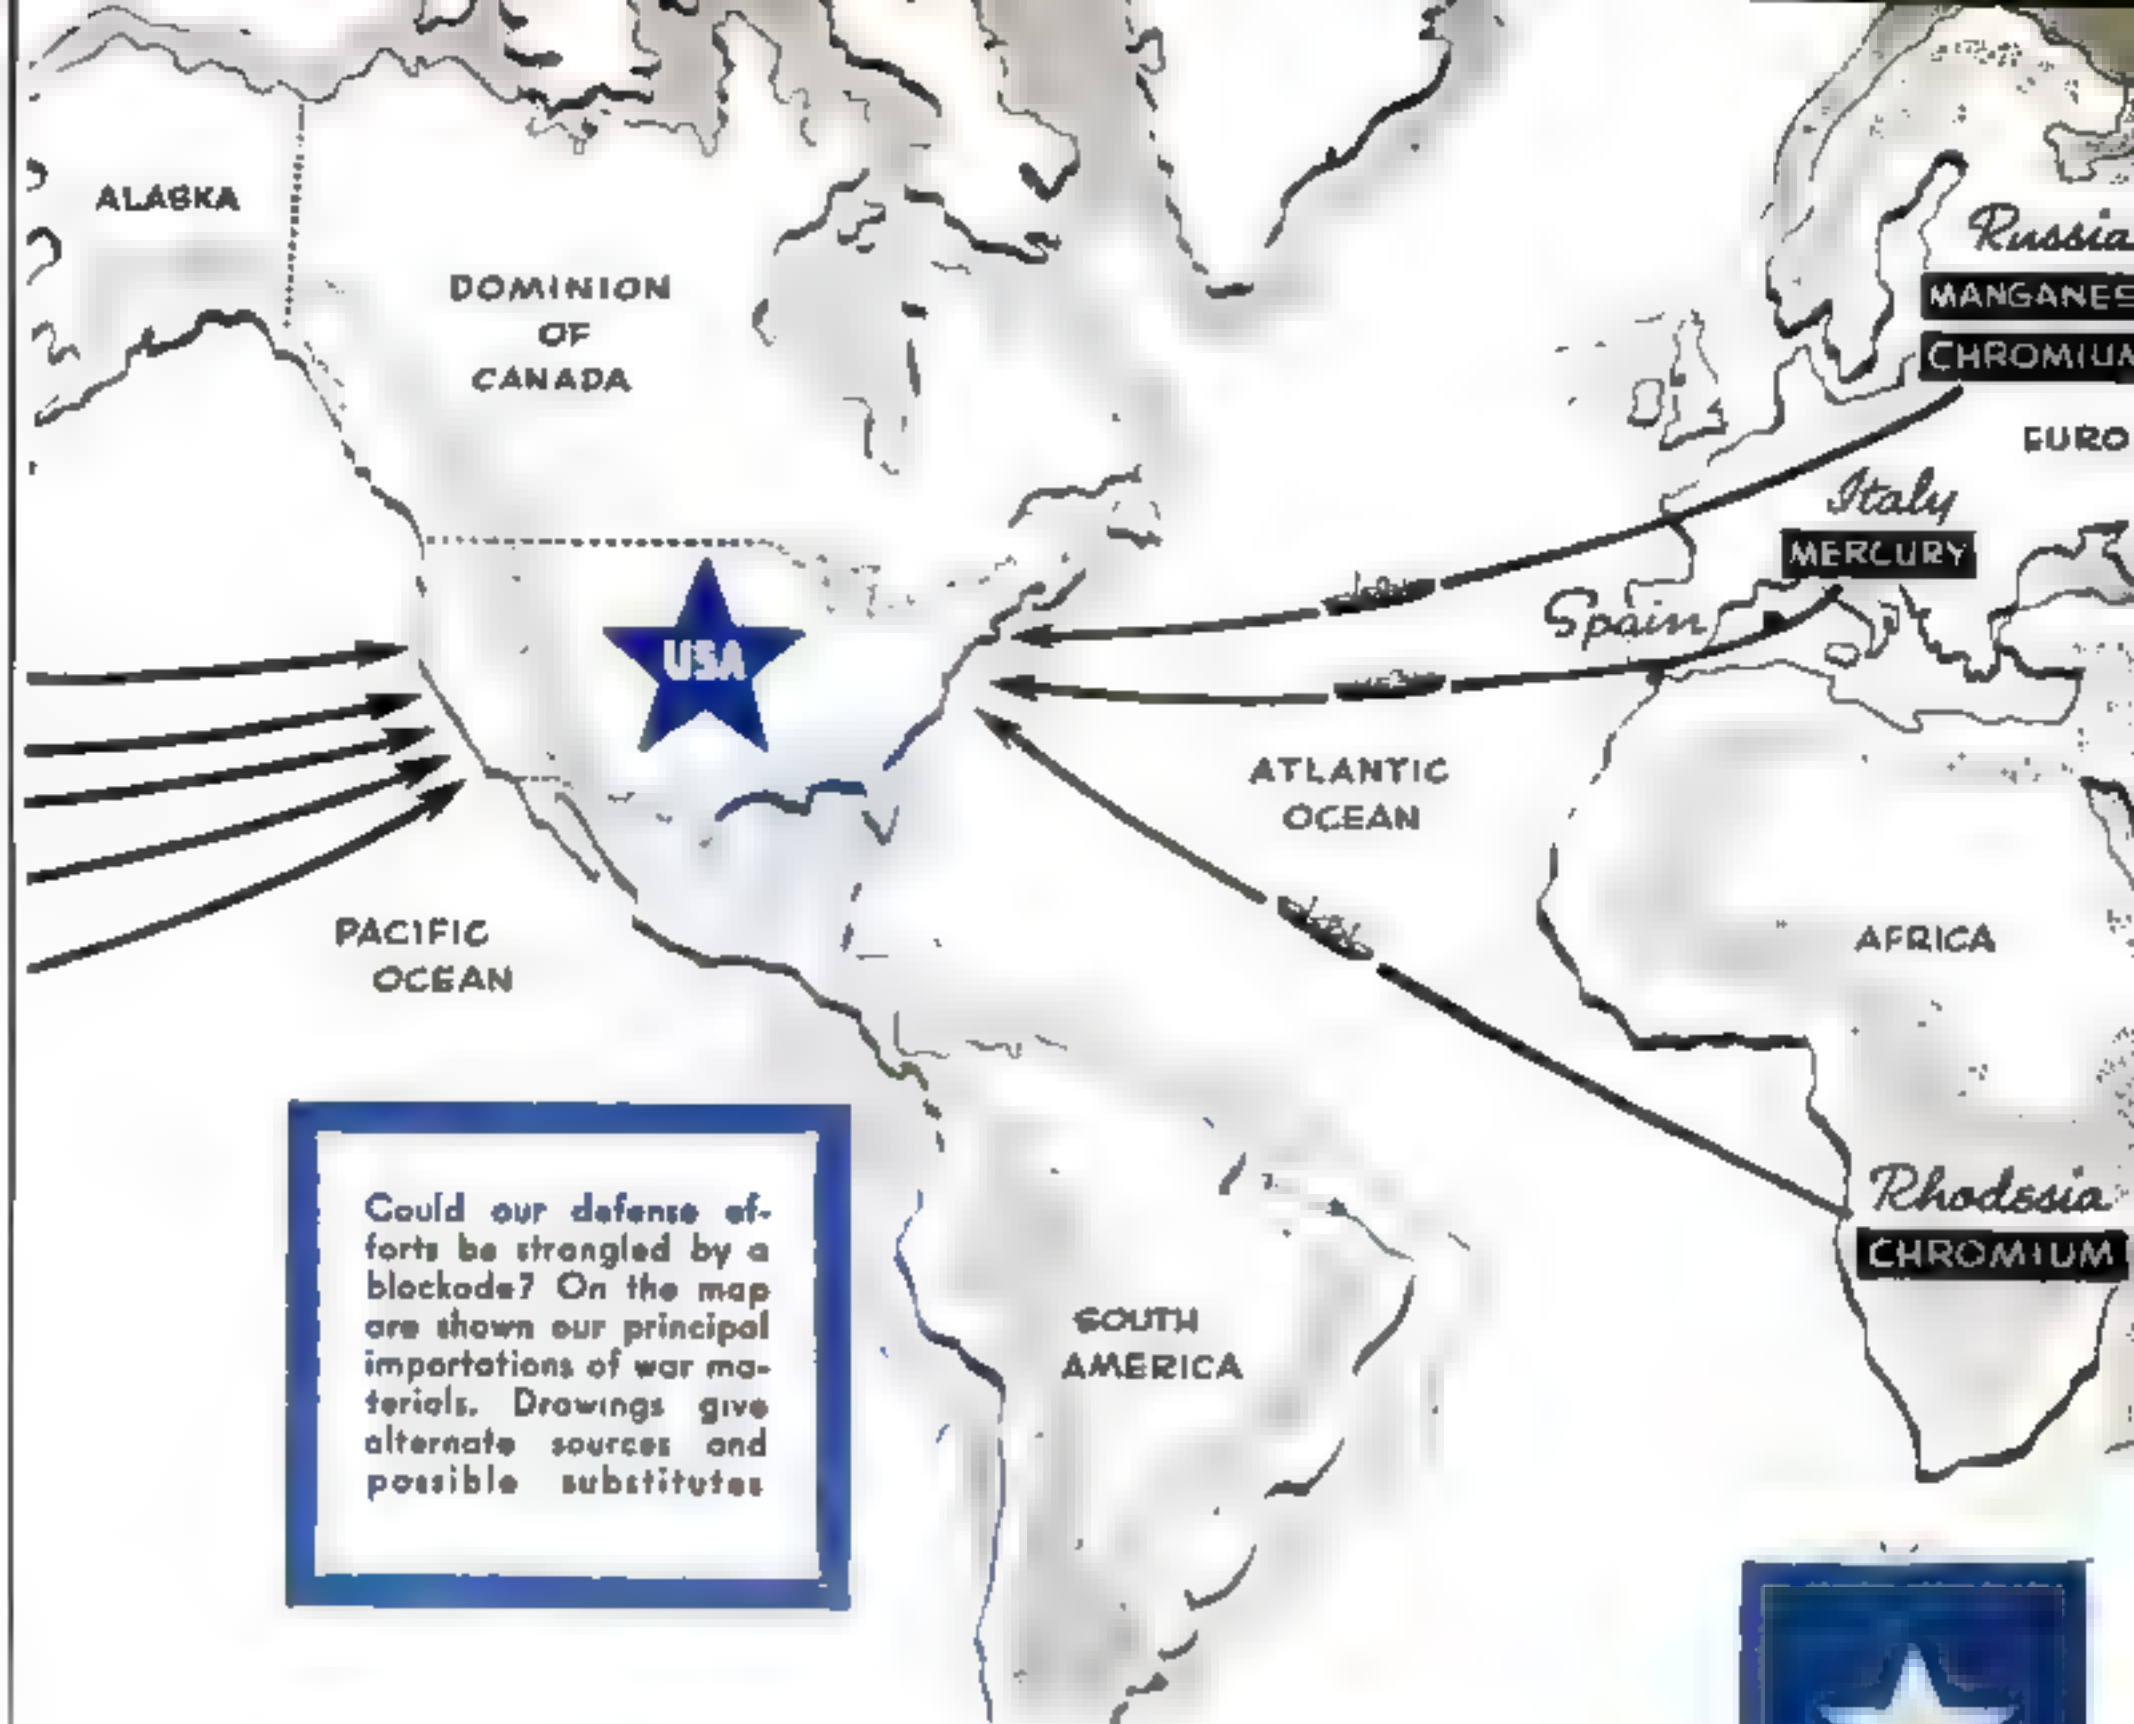 ALASKA
DOMINION
OF
CANADA
Russia
MANGANES
CHROMIUM
EURO
Italy
MERCURY
Spain
USA
ATLANTIC
OCEAN
AFRICA
PACIFIC
OCEAN
Rhodesia
CHROMIUM
SOUTH
AMERICA
Could our defense ef-
forts be strangled by a
blockade? On the map
are shown our principal
importations of war ma-
terials. Drawings give
alternate sources and
possible substitutes